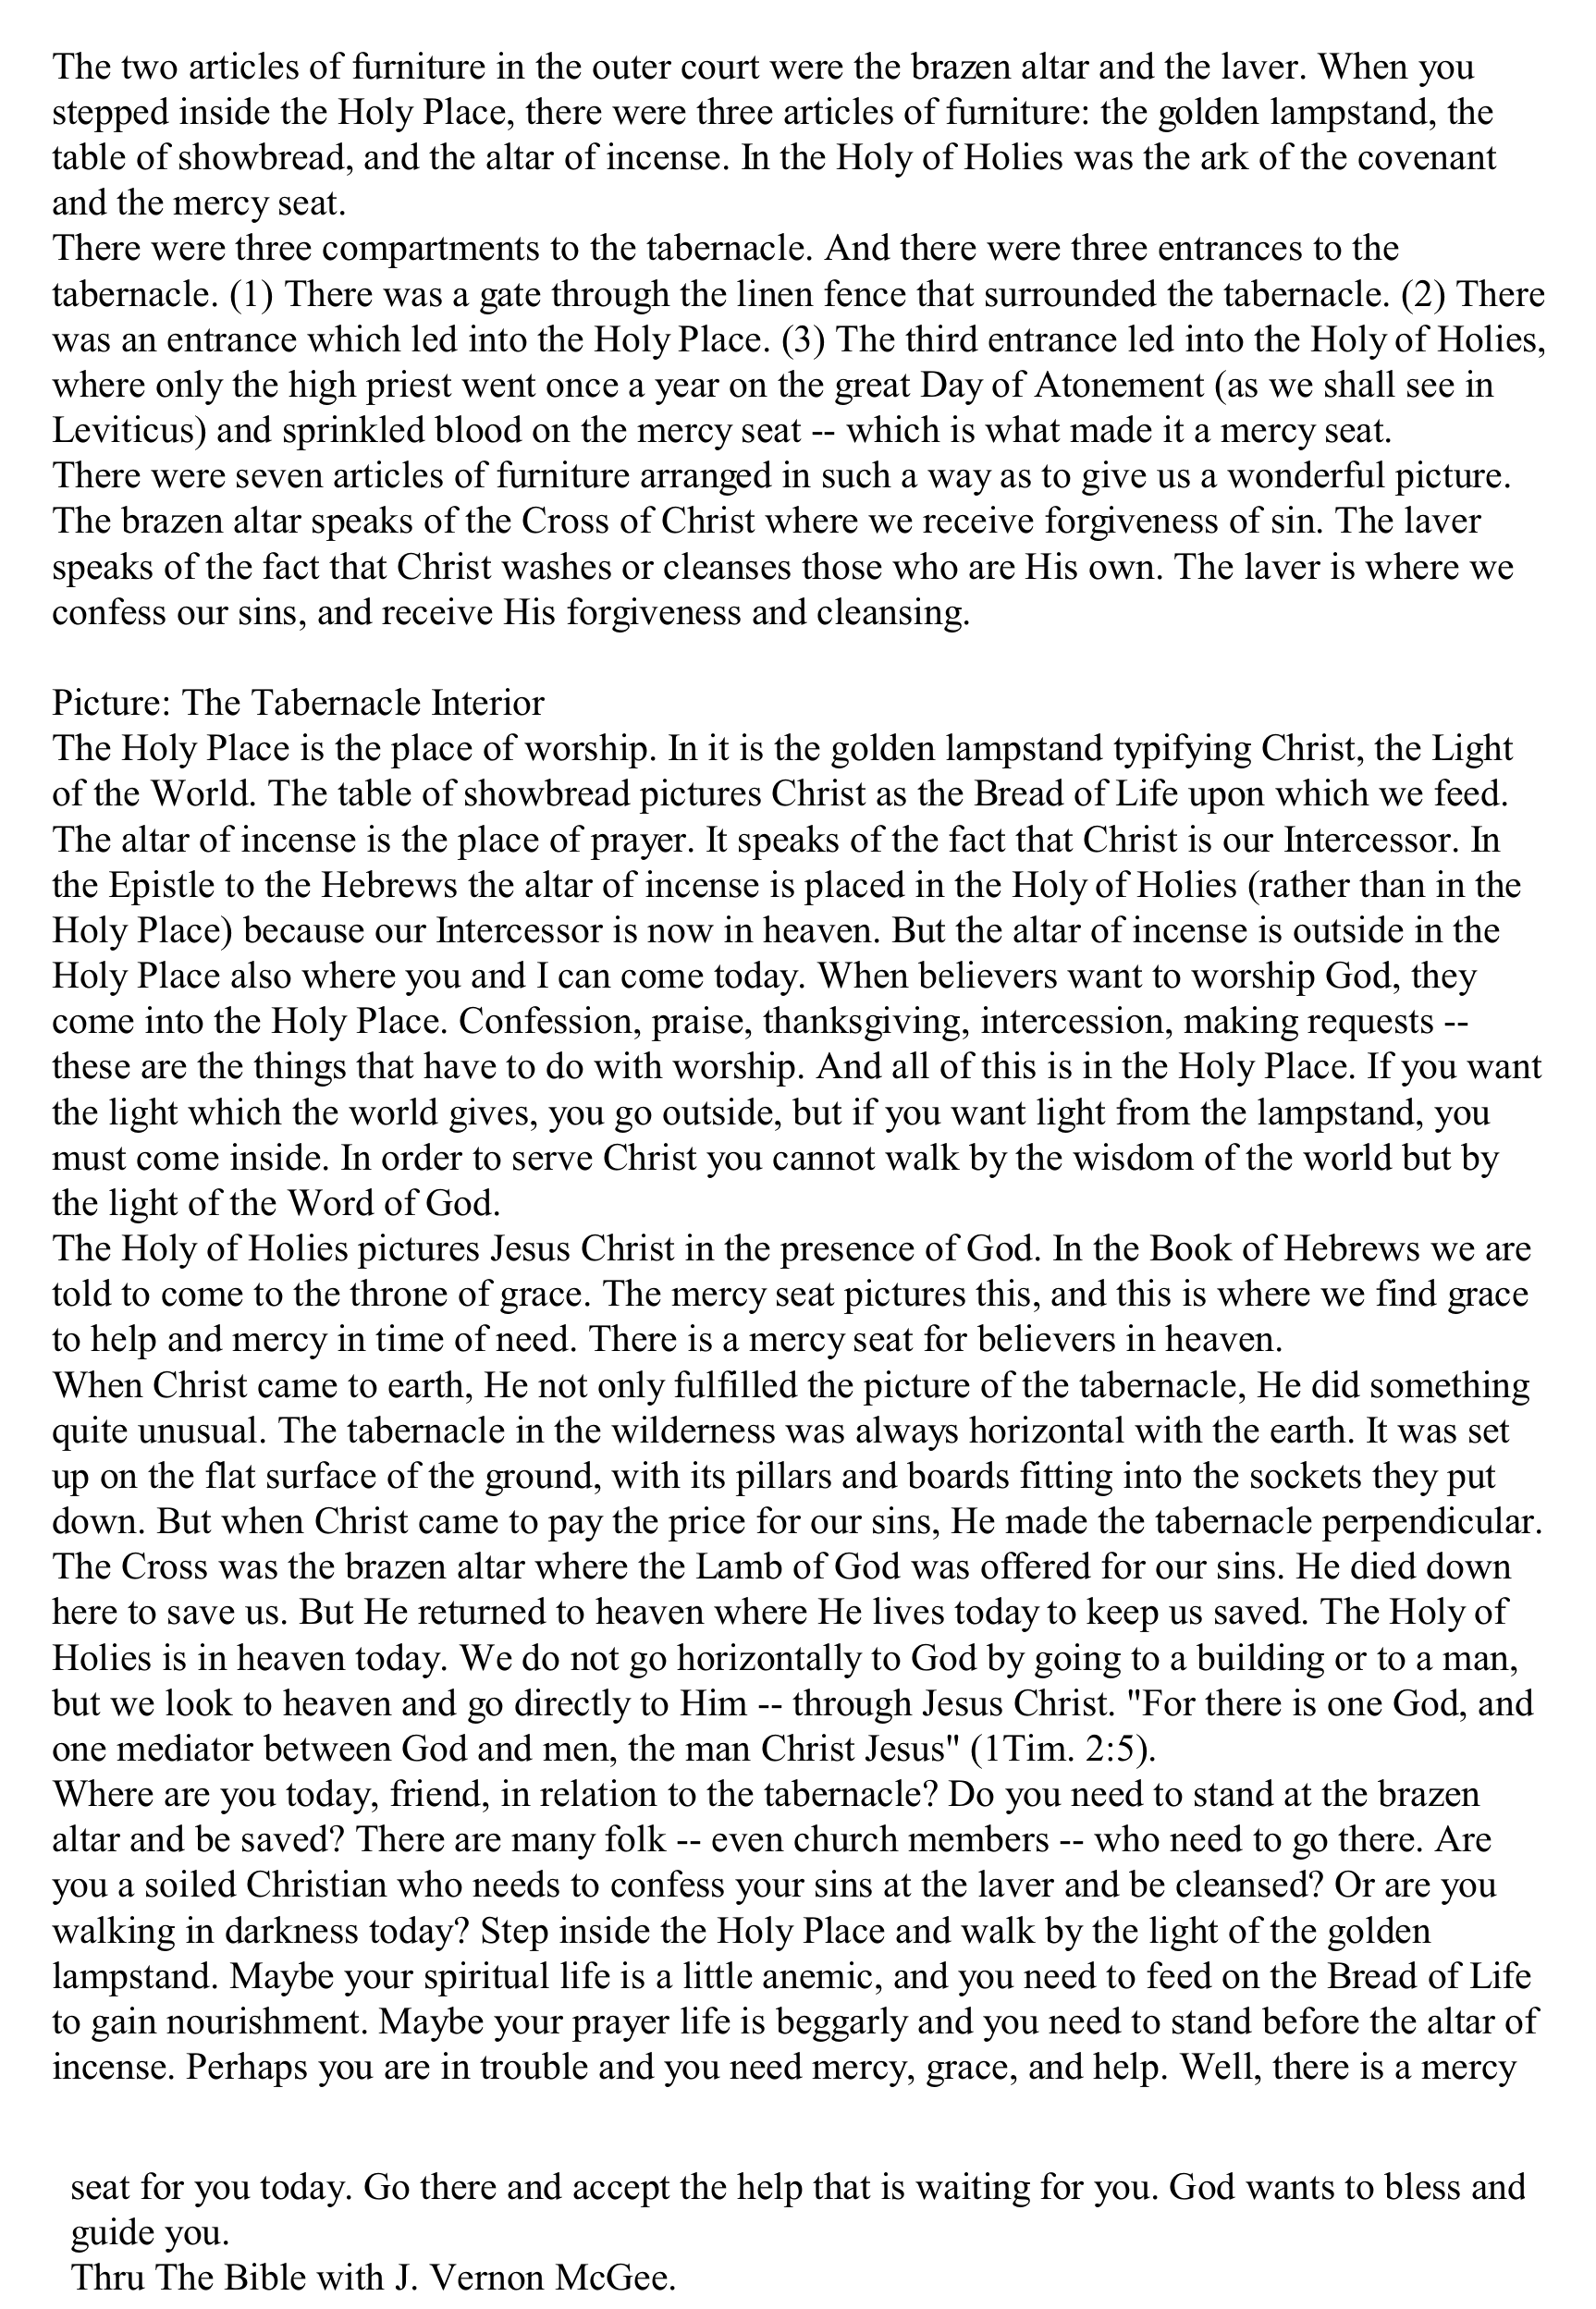 The two articles of furniture in the outer court were the brazen altar and the laver. When you
stepped inside the Holy Place, there were three articles of furniture: the golden lampstand, the
table of showbread, and the altar of incense. In the Holy of Holies was the ark of the covenant
and the mercy seat.
There were three compartments to the tabernacle. And there were three entrances to the
tabernacle. (1) There was a gate through the linen fence that surrounded the tabernacle. (2) There
was an entrance which led into the Holy Place. (3) The third entrance led into the Holy of Holies,
where only the high priest went once a year on the great Day of Atonement (as we shall see in
Leviticus) and sprinkled blood on the mercy seat -- which is what made it a mercy seat.
There were seven articles of furniture arranged in such a way as to give us a wonderful picture.
The brazen altar speaks of the Cross of Christ where we receive forgiveness of sin. The laver
speaks of the fact that Christ washes or cleanses those who are His own. The laver is where we
confess our sins, and receive His forgiveness and cleansing.
Picture: The Tabernacle Interior
The Holy Place is the place of worship. In it is the golden lampstand typifying Christ, the Light
of the World. The table of showbread pictures Christ as the Bread of Life upon which we feed.
The altar of incense is the place of prayer. It speaks of the fact that Christ is our Intercessor. In
the Epistle to the Hebrews the altar of incense is placed in the Holy of Holies (rather than in the
Holy Place) because our Intercessor is now in heaven. But the altar of incense is outside in the
Holy Place also where you and I can come today. When believers want to worship God, they
come into the Holy Place. Confession, praise, thanksgiving, intercession, making requests --
these are the things that have to do with worship. And all of this is in the Holy Place. If you want
the light which the world gives, you go outside, but if you want light from the lampstand, you
must come inside. In order to serve Christ you cannot walk by the wisdom of the world but by
the light of the Word of God.
The Holy of Holies pictures Jesus Christ in the presence of God. In the Book of Hebrews we are
told to come to the throne of grace. The mercy seat pictures this, and this is where we find grace
to help and mercy in time of need. There is a mercy seat for believers in heaven.
When Christ came to earth, He not only fulfilled the picture of the tabernacle, He did something
quite unusual. The tabernacle in the wilderness was always horizontal with the earth. It was set
up on the flat surface of the ground, with its pillars and boards fitting into the sockets they put
down. But when Christ came to pay the price for our sins, He made the tabernacle perpendicular.
The Cross was the brazen altar where the Lamb of God was offered for our sins. He died down
here to save us. But He returned to heaven where He lives today to keep us saved. The Holy of
Holies is in heaven today. We do not go horizontally to God by going to a building or to a man,
but we look to heaven and go directly to Him -- through Jesus Christ. "For there is one God, and
one mediator between God and men, the man Christ Jesus" (1Tim. 2:5).
Where are you today, friend, in relation to the tabernacle? Do you need to stand at the brazen
altar and be saved? There are many folk -- even church members -- who need to go there. Are
you a soiled Christian who needs to confess your sins at the laver and be cleansed? Or are you
walking in darkness today? Step inside the Holy Place and walk by the light of the golden
lampstand. Maybe your spiritual life is a little anemic, and you need to feed on the Bread of Life
to gain nourishment. Maybe your prayer life is beggarly and you need to stand before the altar of
incense. Perhaps you are in trouble and you need mercy, grace, and help. Well, there is a mercy
seat for you today. Go there and accept the help that is waiting for you. God wants to bless and
guide you.
Thru The Bible with J. Vernon McGee.